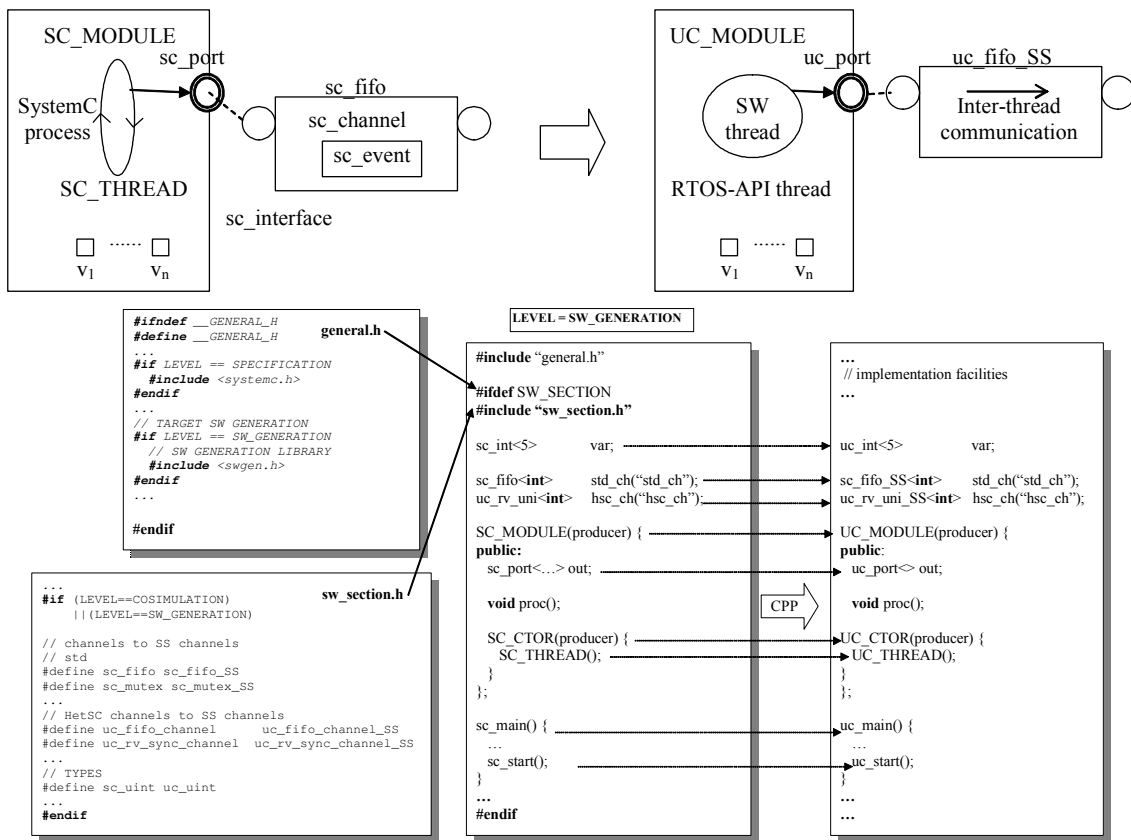 SC_MODULE
sc_port
SystemC
process
SC_THREAD
sc_fifo
sc_channel
sc_event
sc_interface
......
v1 vn
UC_MODULE
uc_port
uc_fifo_SS
SW
thread
Inter-thread
communication
RTOS-API thread
......
v1 vn
#ifndef __GENERAL_H
#define __GENERAL_H
...
#if LEVEL == SPECIFICATION
#include <systemc.h>
#endif
...
// TARGET SW GENERATION
#if LEVEL == SW_GENERATION
// SW GENERATION LIBRARY
#include <swgen.h>
#endif
...
#endif
general.h
...
#if (LEVEL==COSIMULATION)
||(LEVEL==SW_GENERATION)
// channels to SS channels
// std
#define sc_fifo sc_fifo_SS
#define sc_mutex sc_mutex_SS
...
// HetSC channels to SS channels
#define uc_fifo_channel uc_fifo_channel_SS
#define uc_rv_sync_channel uc_rv_sync_channel_SS
...
// TYPES
#define sc_uint uc_uint
...
#endif
sw_section.h
LEVEL = SW_GENERATION
#include “general.h”
#ifdef SW_SECTION
#include “sw_section.h”
sc_int<5> var;
sc_fifo<int> std_ch(“std_ch”);
uc_rv_uni<int> hsc_ch(“hsc_ch”);
SC_MODULE(producer) {
public:
sc_port<…> out;
void proc();
SC_CTOR(producer) {
SC_THREAD();
}
};
sc_main() {
…
sc_start();
}
…
#endif
CPP
…
// implementation facilities
…
uc_int<5> var;
sc_fifo_SS<int> std_ch(“std_ch”);
uc_rv_uni_SS<int> hsc_ch(“hsc_ch”);
UC_MODULE(producer) {
public:
uc_port<> out;
void proc();
UC_CTOR(producer) {
UC_THREAD();
}
};
uc_main() {
…
uc_start();
}
…
…